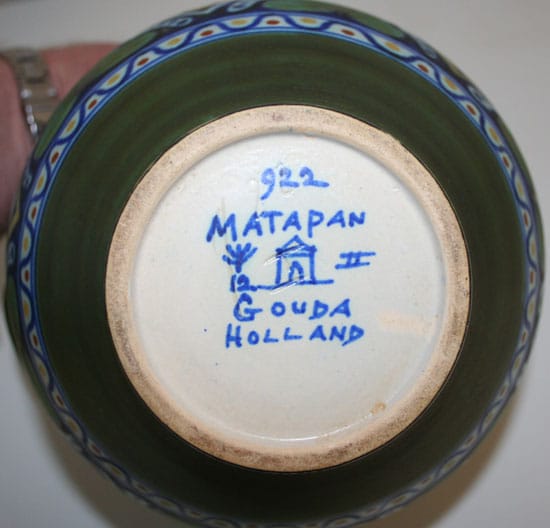 922
MATAPAN
II
12
GOUDA
HOLLAND